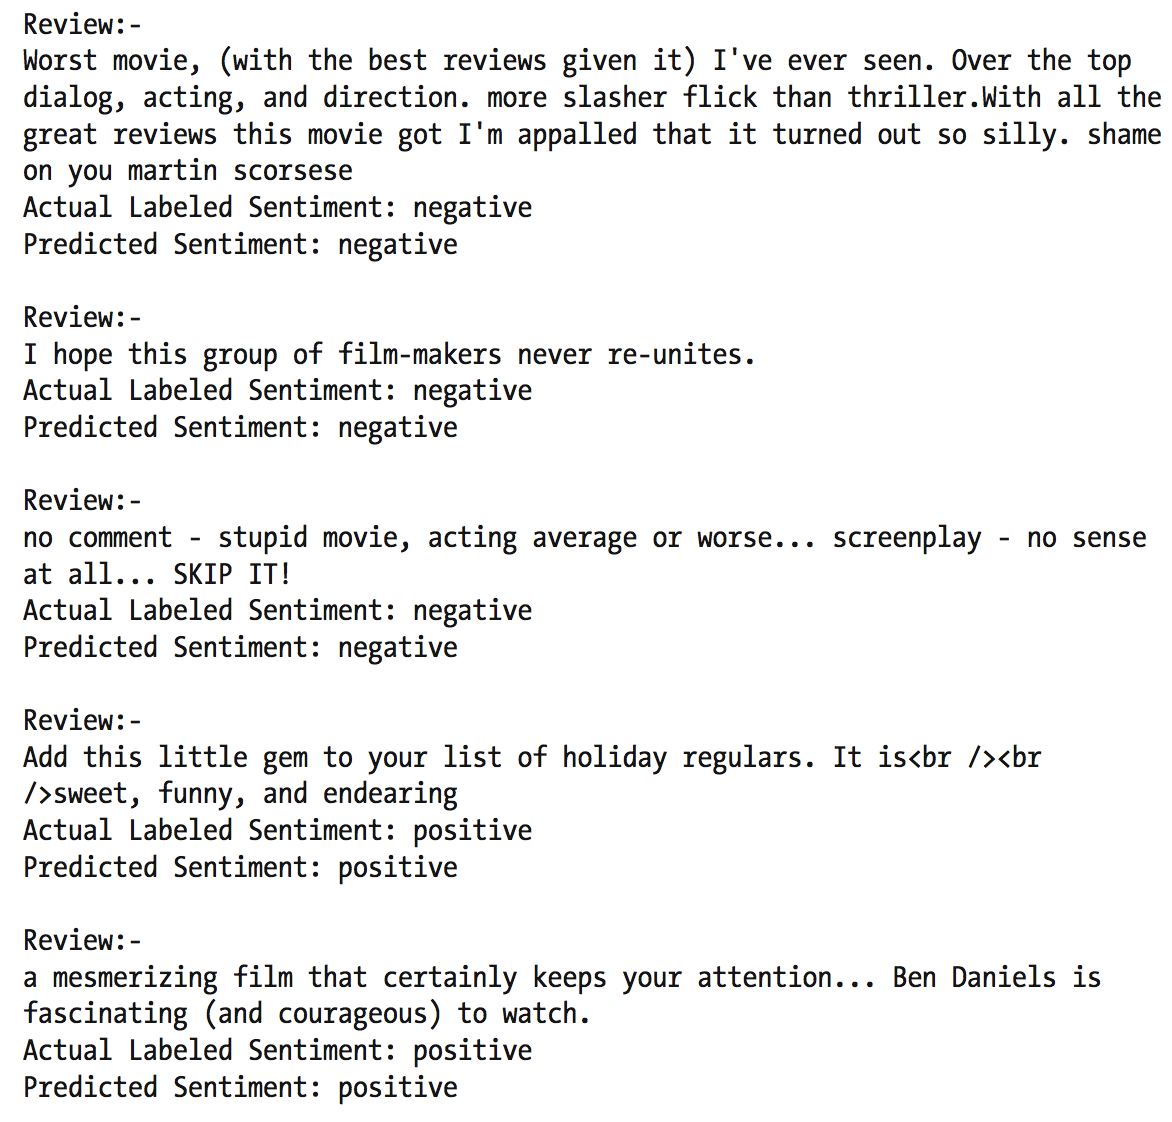 Review:-
Worst movie, (with the best reviews given it) I've ever seen. Over the top
dialog, acting, and direction. more slasher flick than thriller.With all the
great reviews this movie got I'm appalled that it turned out so silly. shame
on you martin scorsese
Actual Labeled Sentiment: negative
Predicted Sentiment: negative

Review:-
I hope this group of film-makers never re-unites.
Actual Labeled Sentiment: negative
Predicted Sentiment: negative

Review:-
no comment - stupid movie, acting average or worse... screenplay - no sense
at all... SKIP IT!
Actual Labeled Sentiment: negative
Predicted Sentiment: negative

Review:-
Add this little gem to your list of holiday regulars. It is<br /><br
/>sweet, funny, and endearing
Actual Labeled Sentiment: positive
Predicted Sentiment: positive

Review:-
a mesmerizing film that certainly keeps your attention... Ben Daniels is
fascinating (and courageous) to watch.
Actual Labeled Sentiment: positive
Predicted Sentiment: positive